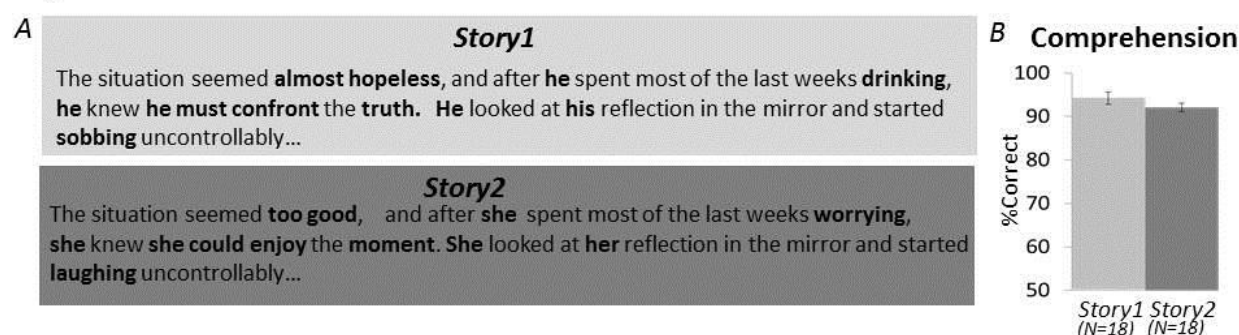 A
Story1
The situation seemed almost hopeless, and after he spent most of the last weeks drinking,
he knew he must confront the truth. He looked at his reflection in the mirror and started
sobbing uncontrollably...
Story2
The situation seemed too good, and after she spent most of the last weeks worrying,
she knew she could enjoy the moment. She looked at her reflection in the mirror and started
laughing uncontrollably...
B Comprehension
%Correct
100
90
80
70
60
50
Story1 Story2
(N=18) (N=18)